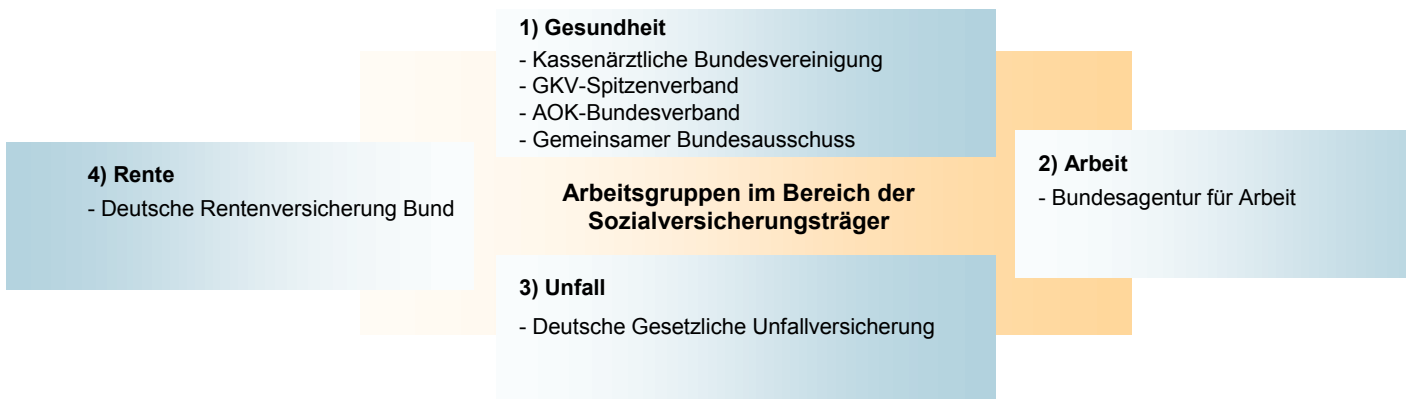 1) Gesundheit
- Kassenärztliche Bundesvereinigung
- GKV-Spitzenverband
- AOK-Bundesverband
- Gemeinsamer Bundesausschuss
4) Rente
- Deutsche Rentenversicherung Bund
Arbeitsgruppen im Bereich der
Sozialversicherungsträger
2) Arbeit
- Bundesagentur für Arbeit
3) Unfall
- Deutsche Gesetzliche Unfallversicherung